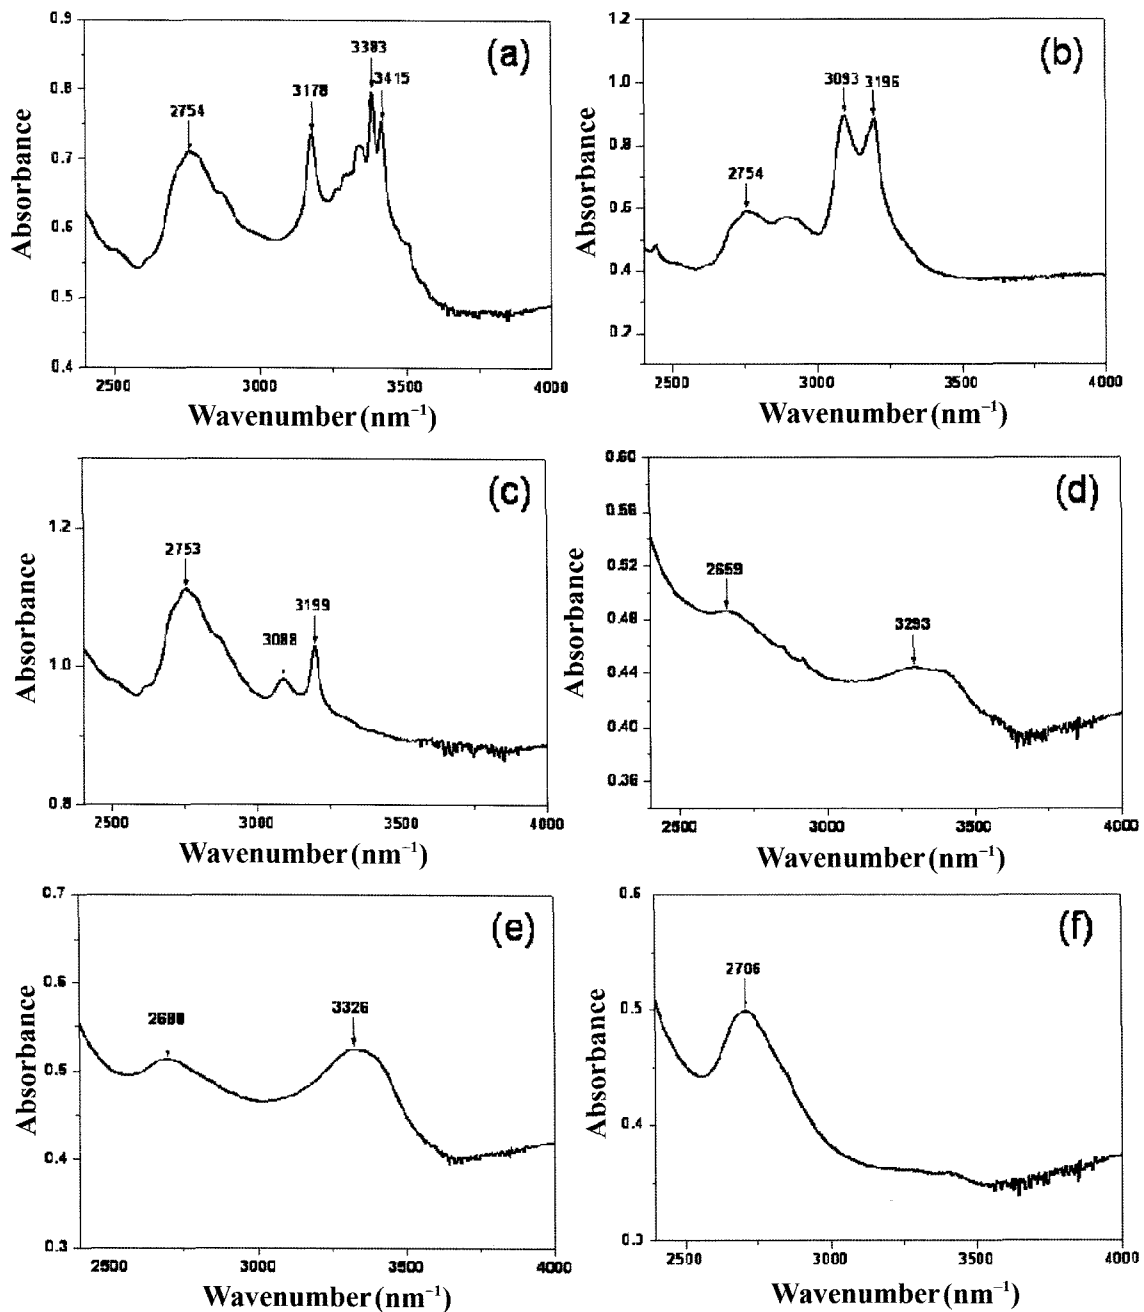 (a)
0.9
0.8
0.7
0.6
0.5
0.4
2754
3178
3383
3415
Absorbance
2500 3000 3500 4000
Wavenumber (nm⁻¹)
(b)
1.2
1.0
0.8
0.6
0.4
0.2
2754
3093
3196
Absorbance
2500 3000 3500 4000
Wavenumber (nm⁻¹)
(c)
1.2
1.0
0.8
2753
3088
3199
Absorbance
2500 3000 3500 4000
Wavenumber (nm⁻¹)
(d)
0.60
0.56
0.52
0.48
0.44
0.40
0.36
2659
3293
Absorbance
2500 3000 3500 4000
Wavenumber (nm⁻¹)
(e)
0.7
0.6
0.5
0.4
0.3
3326
Absorbance
2500 3000 3500 4000
Wavenumber (nm⁻¹)
(f)
0.6
0.5
0.4
0.3
2706
Absorbance
2500 3000 3500 4000
Wavenumber (nm⁻¹)